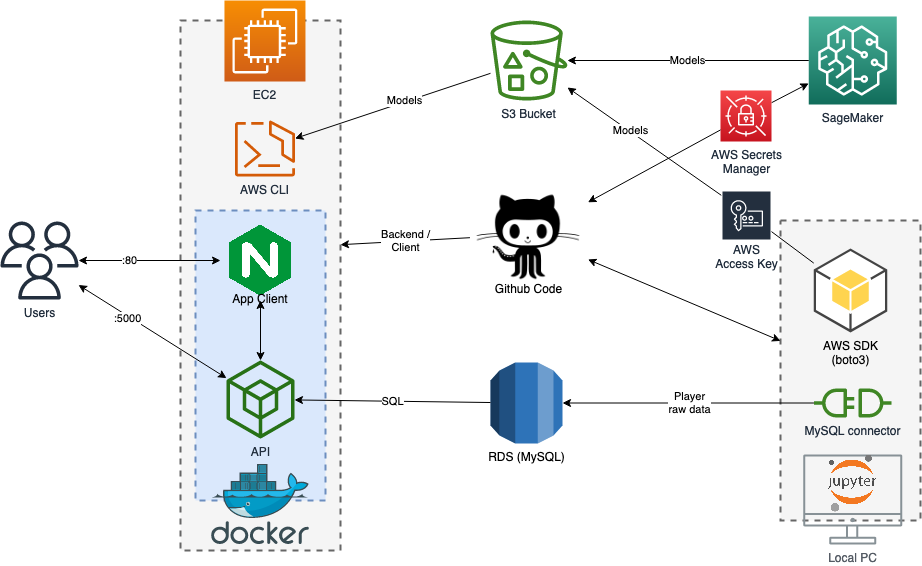 EC2
AWS CLI
Models
S3 Bucket
Models
SageMaker
AWS Secrets
Manager
Models
AWS
Access Key
Users
:80
:5000
N
App Client
Backend /
Client
Github Code
AWS SDK
(boto3)
API
SQL
RDS (MySQL)
Player
raw data
MySQL connector
docker
jupyter
Local PC